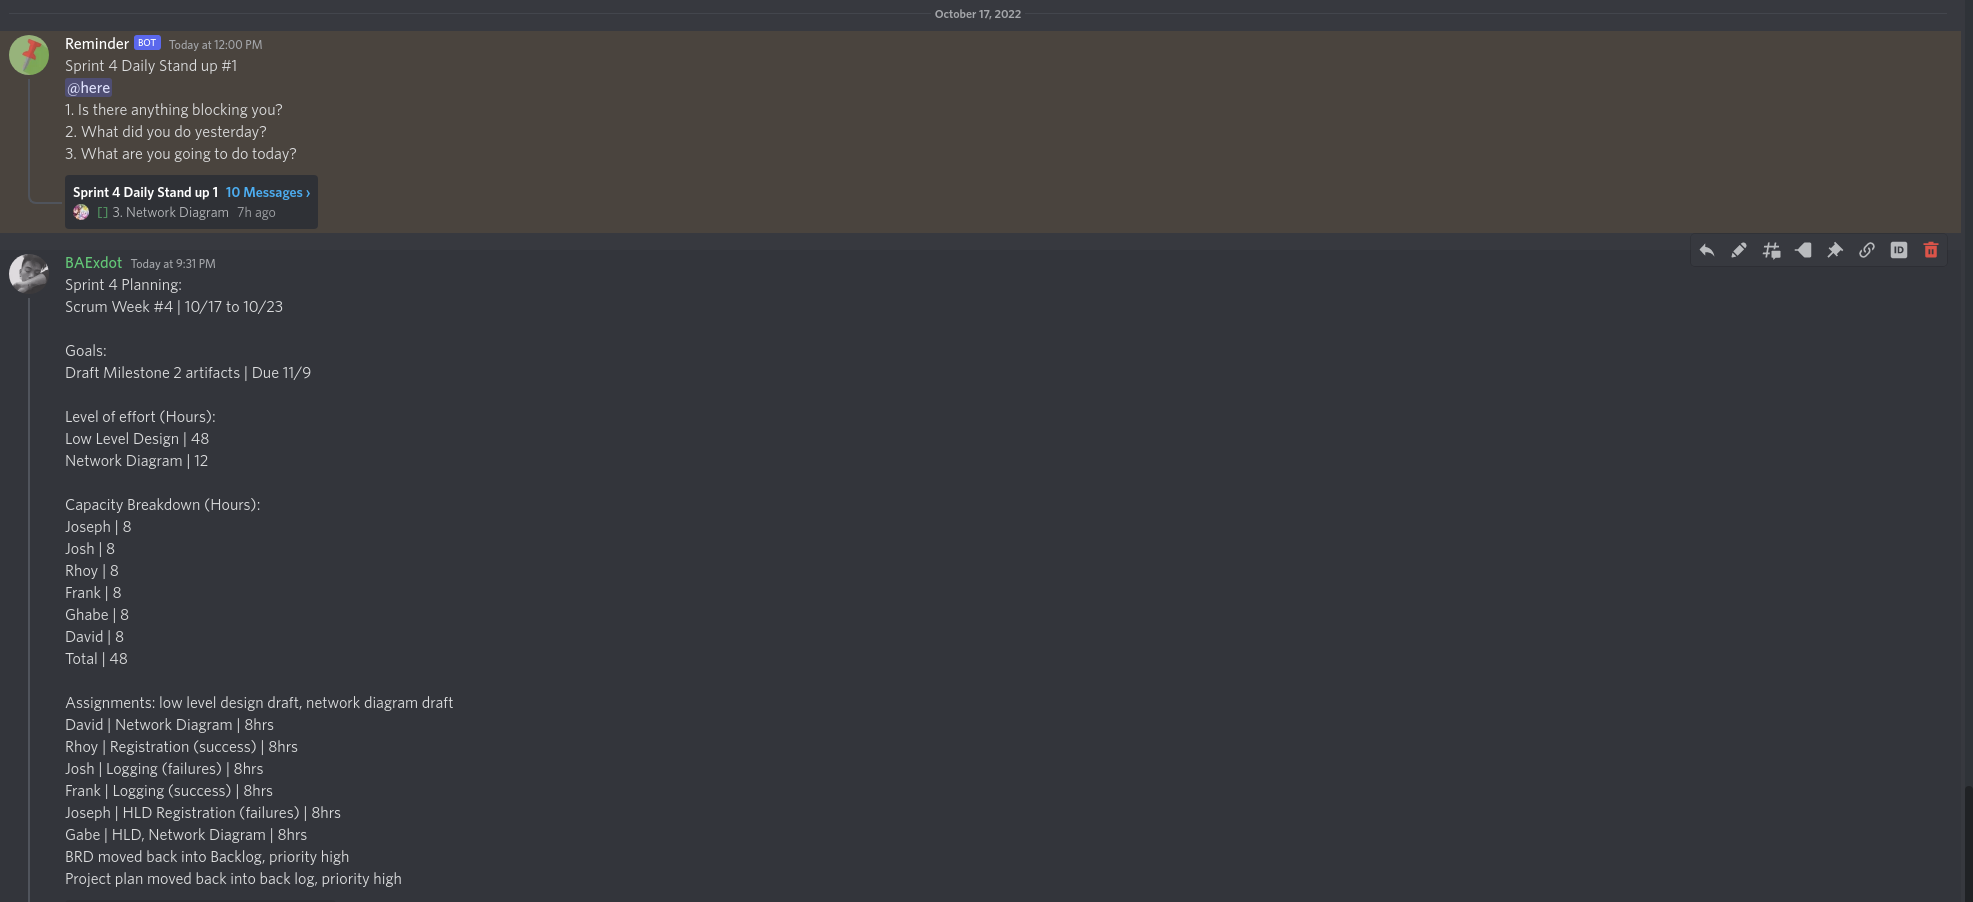 October 17, 2022
Reminder BOT Today at 12:00 PM
Sprint 4 Daily Stand up #1
@here
1. Is there anything blocking you?
2. What did you do yesterday?
3. What are you going to do today?
Sprint 4 Daily Stand up 1 10 Messages ›
[] 3. Network Diagram 7h ago
BAExdot Today at 9:31 PM
ID
Sprint 4 Planning:
Scrum Week #4 | 10/17 to 10/23
Goals:
Draft Milestone 2 artifacts | Due 11/9
Level of effort (Hours):
Low Level Design | 48
Network Diagram | 12
Capacity Breakdown (Hours):
Joseph | 8
Josh | 8
Rhoy | 8
Frank | 8
Ghabe | 8
David | 8
Total | 48
Assignments: low level design draft, network diagram draft
David | Network Diagram | 8hrs
Rhoy | Registration (success) | 8hrs
Josh | Logging (failures) | 8hrs
Frank | Logging (success) | 8hrs
Joseph | HLD Registration (failures) | 8hrs
Gabe | HLD, Network Diagram | 8hrs
BRD moved back into Backlog, priority high
Project plan moved back into back log, priority high